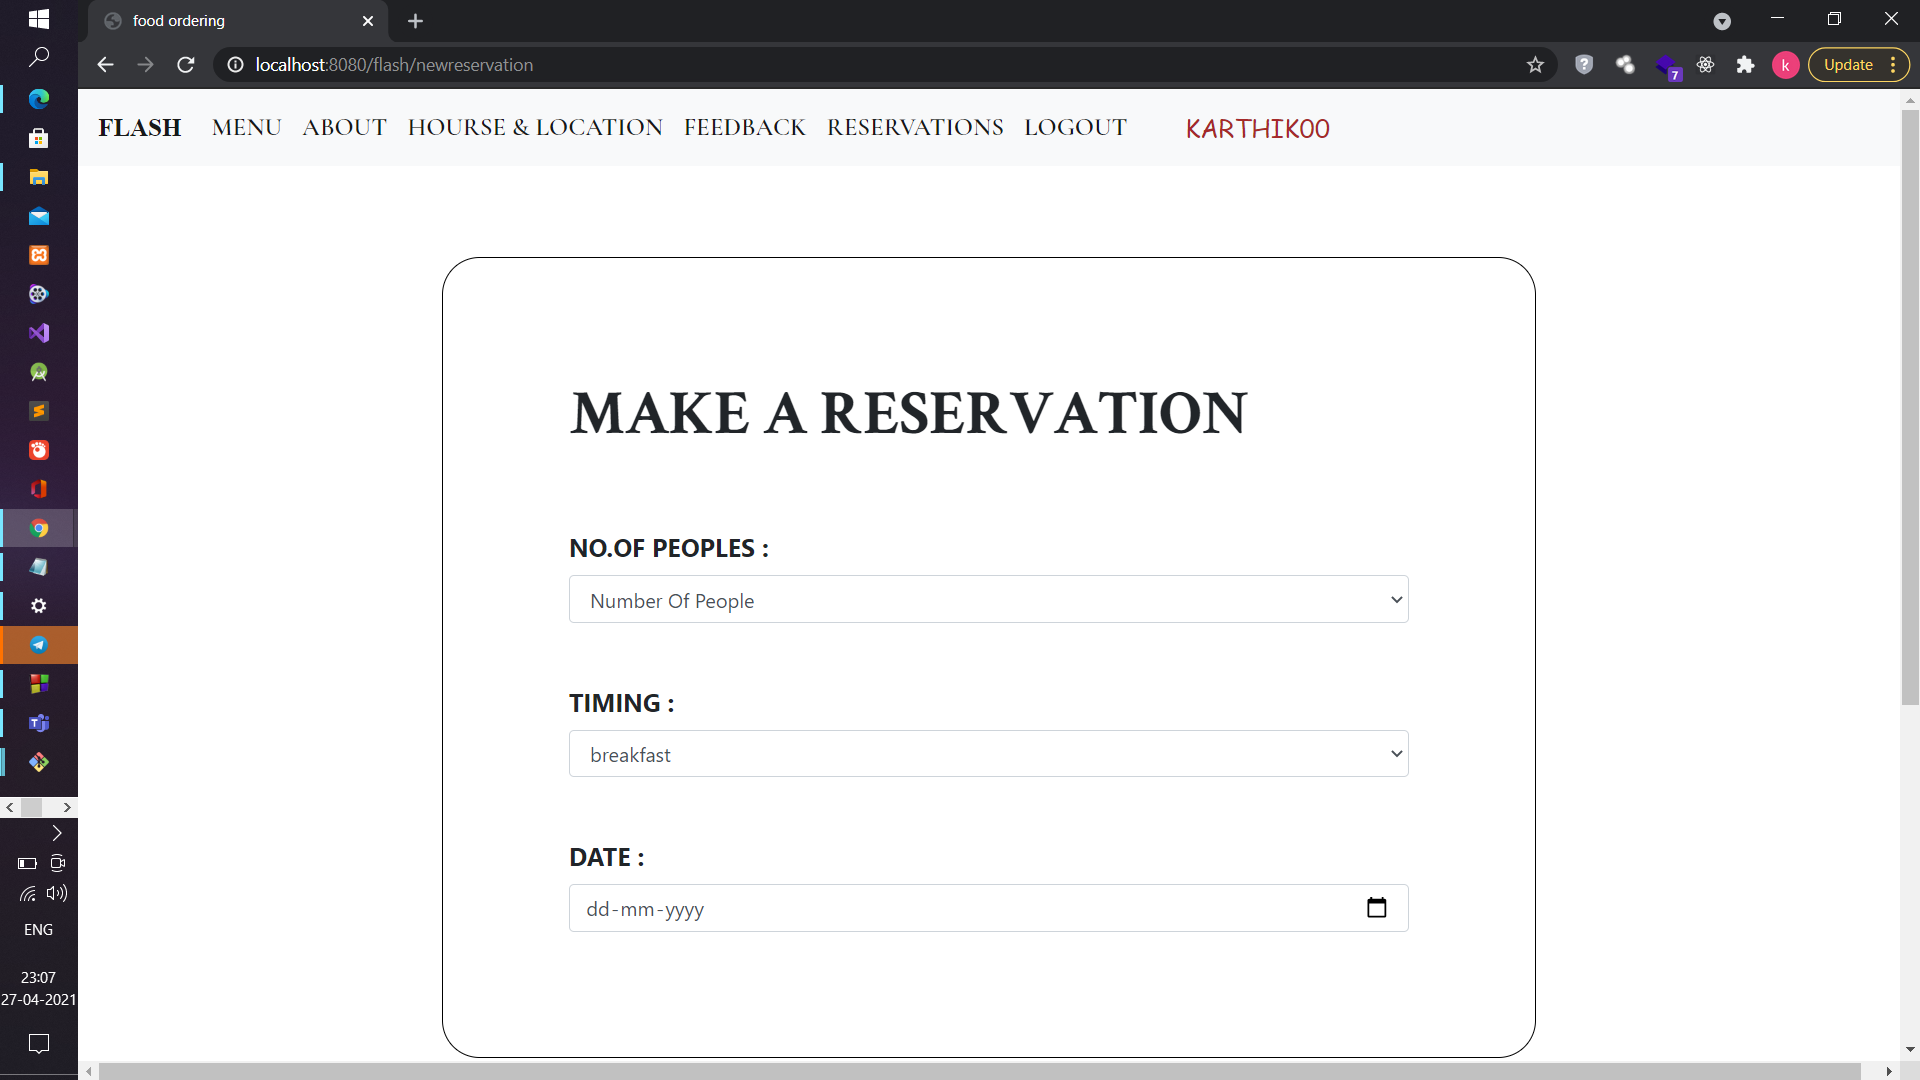 food ordering
localhost:8080/flash/newreservation
7
k
Update
FLASH MENU ABOUT HOURSE & LOCATION FEEDBACK RESERVATIONS LOGOUT KARTHIK00
MAKE A RESERVATION
NO.OF PEOPLES :
Number Of People
TIMING :
breakfast
DATE :
dd-mm-yyyy
ENG
23:07
27-04-2021